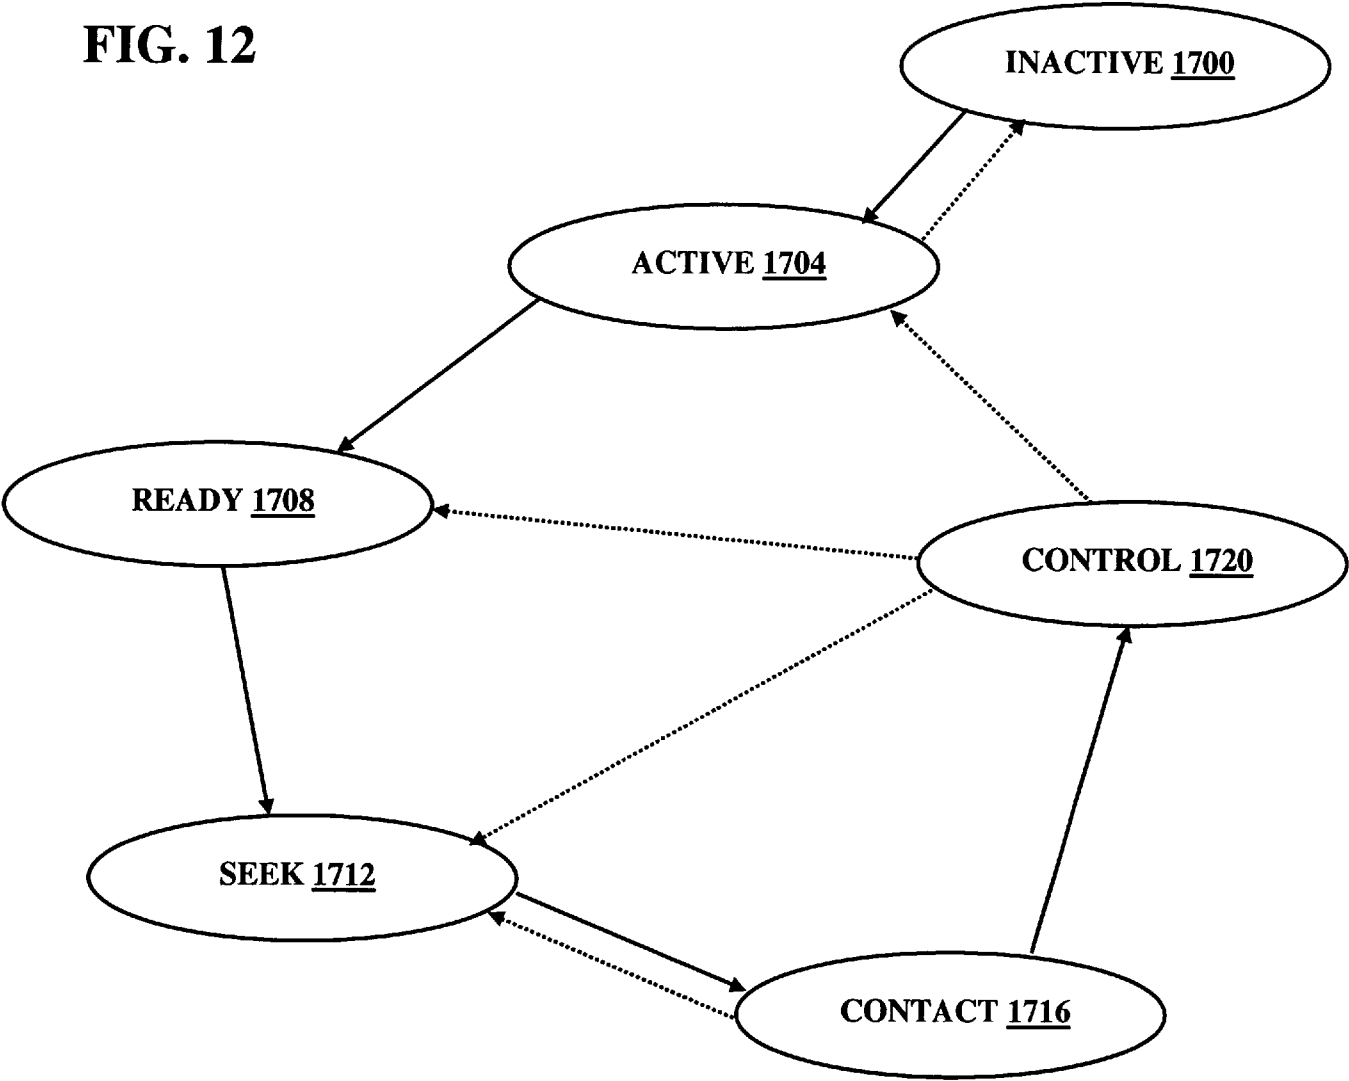 FIG. 12
INACTIVE 1700
ACTIVE 1704
READY 1708
CONTROL 1720
SEEK 1712
CONTACT 1716